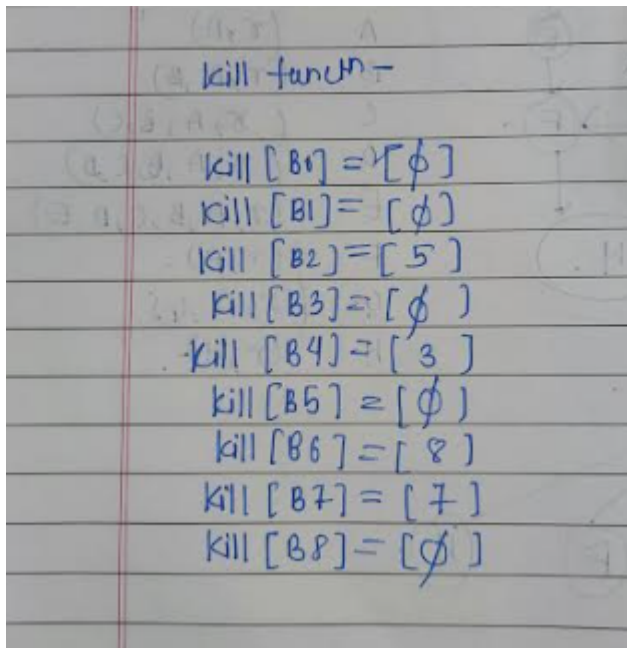 kill functn -
kill [B0] = [ϕ]
kill [B1] = [ϕ]
kill [B2] = [ 5 ]
kill [B3] = [ϕ ]
kill [B4] = [ 3 ]
kill [B5] = [ϕ]
kill [B6] = [ 8 ]
kill [B7] = [ 7 ]
kill [B8] = [ϕ ]